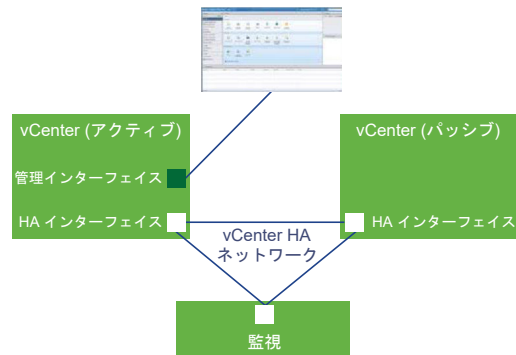 vCenter (アクティブ)
管理インターフェイス
HA インターフェイス
vCenter (パッシブ)
HA インターフェイス
vCenter HA
ネットワーク
監視